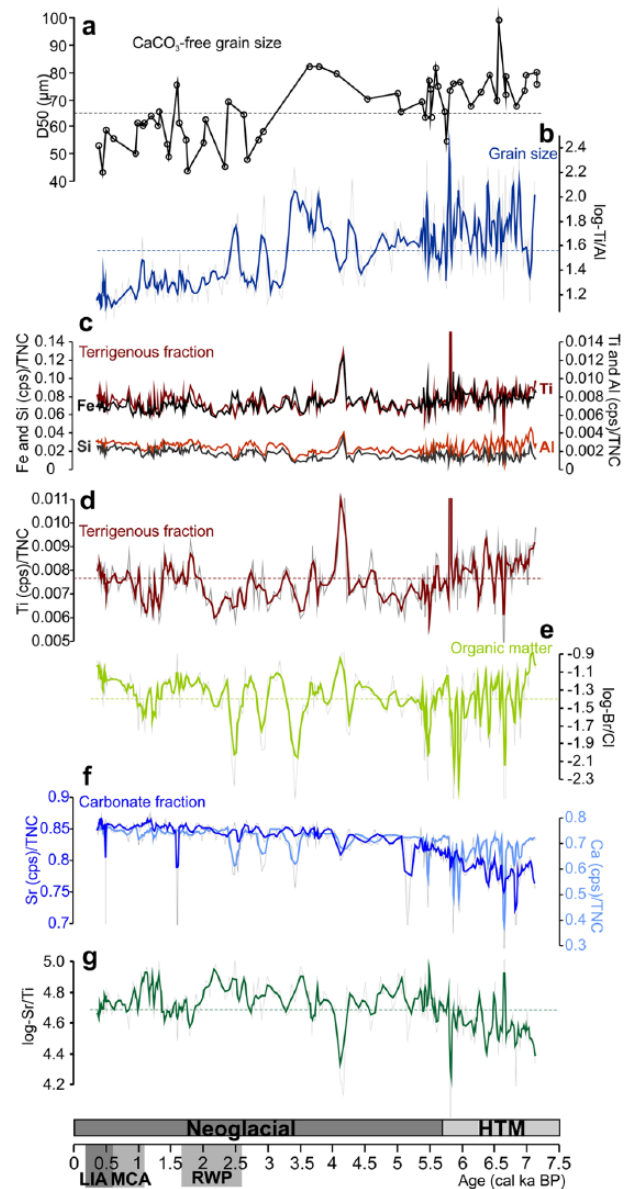 a
CaCO3-free grain size
D50 (µm)
100
90
80
70
60
50
40
b
Grain size
log-Ti/Al
2.4
2.2
2.0
1.8
1.6
1.4
1.2
c
Terrigenous fraction
Fe and Si (cps)/TNC
0.14
0.12
0.10
0.08
0.06
0.04
0.02
0
Fe
Si
Ti
Al
Ti and Al (cps)/TNC
0.014
0.012
0.010
0.008
0.006
0.004
0.002
0
d
Terrigenous fraction
Ti (cps)/TNC
0.011
0.010
0.009
0.008
0.007
0.006
0.005
e
Organic matter
log-Br/Cl
-0.9
-1.1
-1.3
-1.5
-1.7
-1.9
-2.1
-2.3
f
Carbonate fraction
Sr (cps)/TNC
0.9
0.85
0.8
0.75
0.7
Ca (cps)/TNC
0.8
0.7
0.6
0.5
0.4
0.3
g
log-Sr/Ti
5.0
4.8
4.6
4.4
4.2
Neoglacial HTM
0 0.5 1 1.5 2 2.5 3 3.5 4 4.5 5 5.5 6 6.5 7 7.5
LIA MCA RWP Age (cal ka BP)